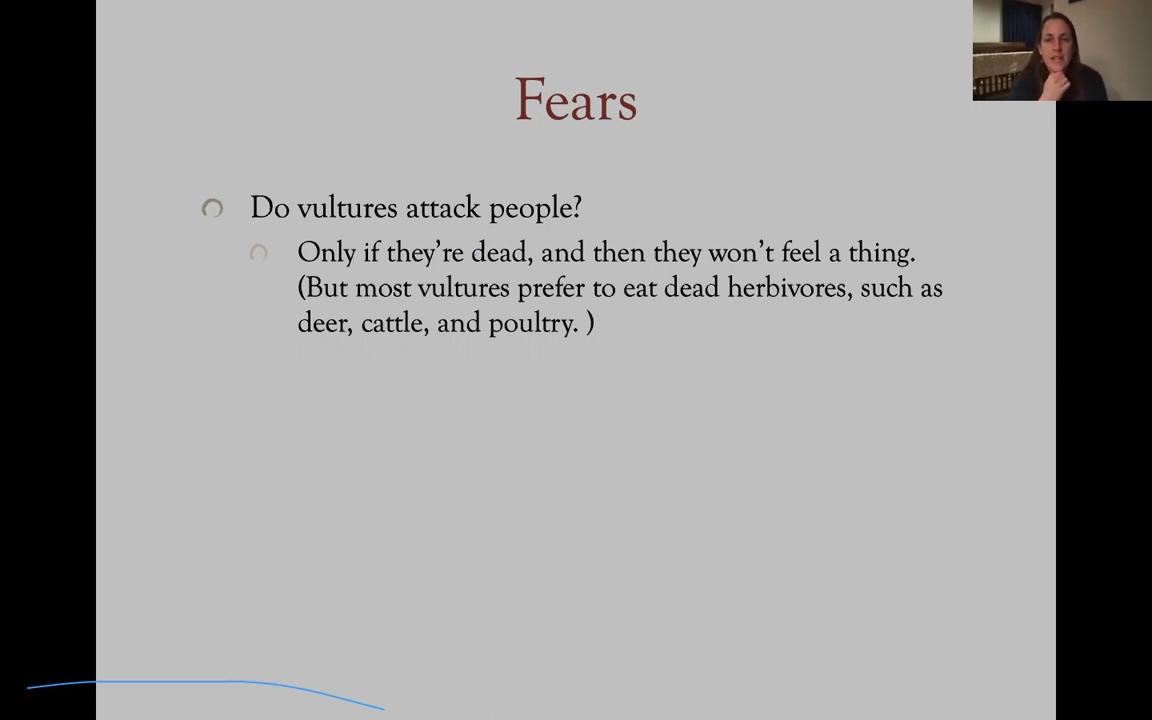 Fears
Do vultures attack people?
Only if they’re dead, and then they won’t feel a thing.
(But most vultures prefer to eat dead herbivores, such as
deer, cattle, and poultry. )